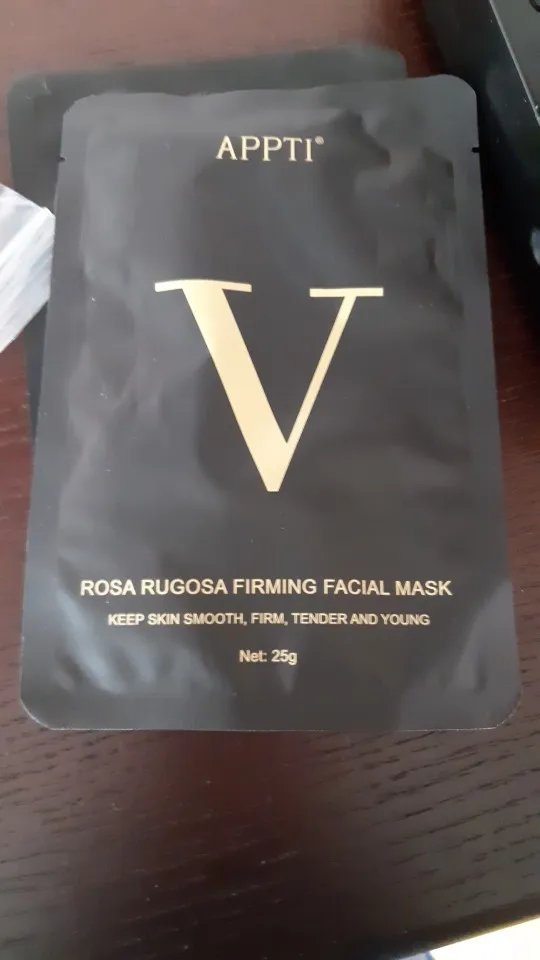 APPTI®
V
ROSA RUGOSA FIRMING FACIAL MASK
KEEP SKIN SMOOTH, FIRM, TENDER AND YOUNG
Net: 25g